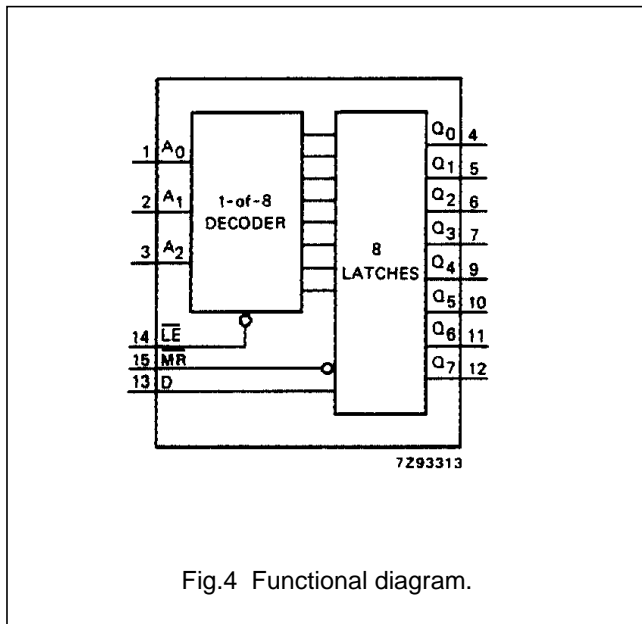 1 A0
2 A1
3 A2
1-of-8
DECODER
14 LE
15 MR
13 D
8
LATCHES
Q0 4
Q1 5
Q2 6
Q3 7
Q4 9
Q5 10
Q6 11
Q7 12
7Z93313
Fig.4 Functional diagram.